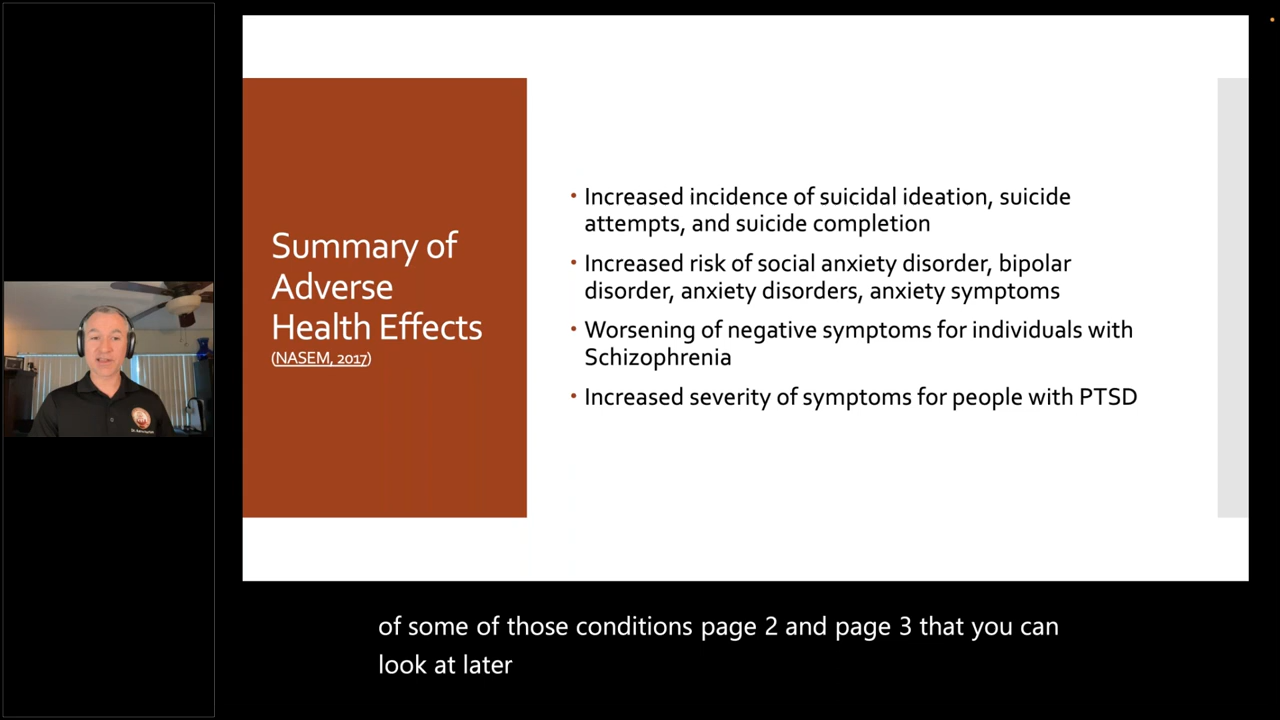 Summary of
Adverse
Health Effects
(NASEM, 2017)
• Increased incidence of suicidal ideation, suicide
attempts, and suicide completion
• Increased risk of social anxiety disorder, bipolar
disorder, anxiety disorders, anxiety symptoms
• Worsening of negative symptoms for individuals with
Schizophrenia
• Increased severity of symptoms for people with PTSD
of some of those conditions page 2 and page 3 that you can
look at later